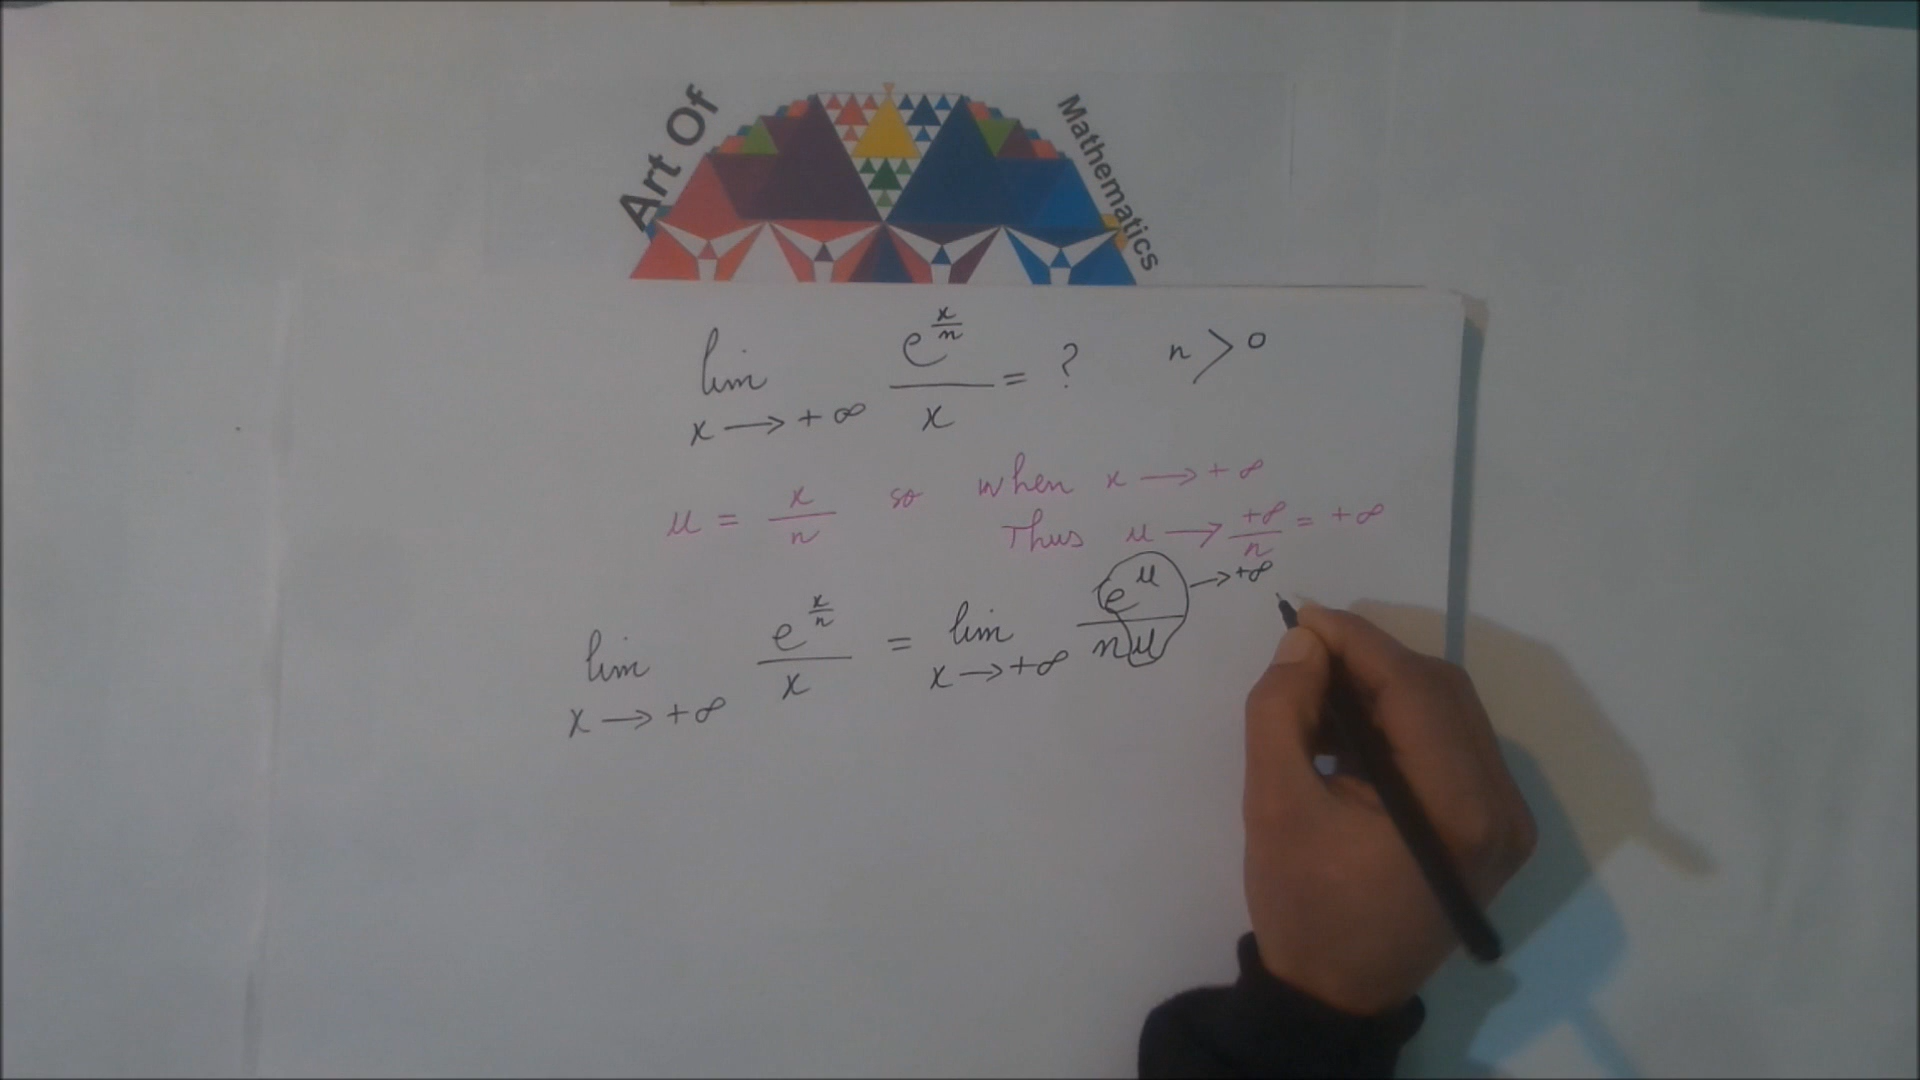 Art Of Mathematics
lim x→+∞ e^(x/n) / x = ? n > 0
u = x/n so when x → +∞
Thus u → +∞/n = +∞
lim x→+∞ e^(x/n) / x = lim x→+∞ e^u / nu → +∞